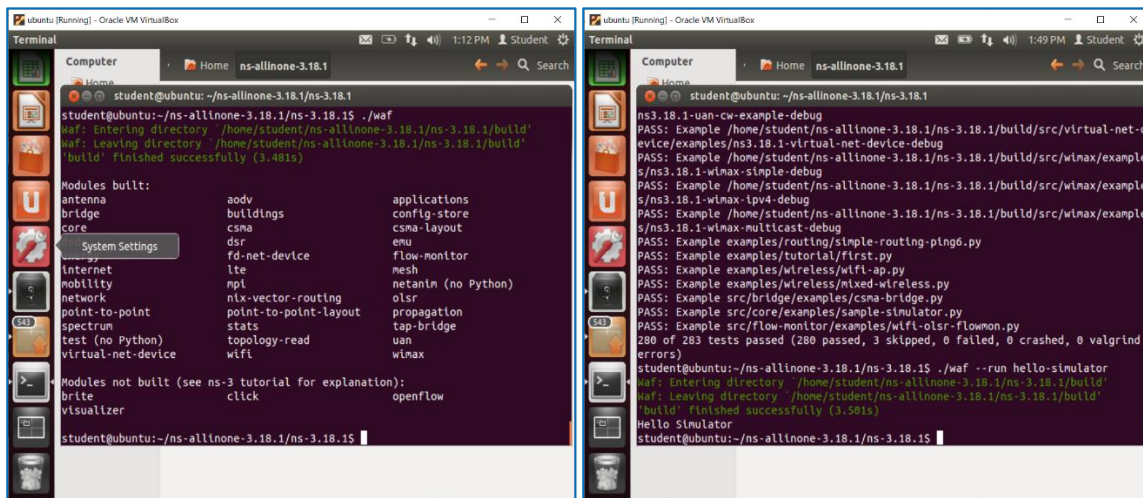 ubuntu [Running] - Oracle VM VirtualBox
Terminal
1:12 PM Student
Computer
Home ns-allinone-3.18.1
Search
Home
student@ubuntu: ~/ns-allinone-3.18.1/ns-3.18.1
student@ubuntu:~/ns-allinone-3.18.1/ns-3.18.1$ ./waf
Waf: Entering directory `/home/student/ns-allinone-3.18.1/ns-3.18.1/build'
Waf: Leaving directory `/home/student/ns-allinone-3.18.1/ns-3.18.1/build'
'build' finished successfully (3.481s)
Modules built:
antenna aodv applications
bridge buildings config-store
core csma csma-layout
System Settings
dsr emu
energy fd-net-device flow-monitor
internet lte mesh
mobility mpi netanim (no Python)
network nix-vector-routing olsr
point-to-point point-to-point-layout propagation
543
spectrum stats tap-bridge
test (no Python) topology-read uan
virtual-net-device wifi wimax
Modules not built (see ns-3 tutorial for explanation):
brite click openflow
visualizer
student@ubuntu:~/ns-allinone-3.18.1/ns-3.18.1$
ubuntu [Running] - Oracle VM VirtualBox
Terminal
1:49 PM Student
Computer
Home ns-allinone-3.18.1
Search
Home
student@ubuntu: ~/ns-allinone-3.18.1/ns-3.18.1
ns3.18.1-uan-cw-example-debug
PASS: Example /home/student/ns-allinone-3.18.1/ns-3.18.1/build/src/virtual-net-d
evice/examples/ns3.18.1-virtual-net-device-debug
PASS: Example /home/student/ns-allinone-3.18.1/ns-3.18.1/build/src/wimax/example
s/ns3.18.1-wimax-simple-debug
PASS: Example /home/student/ns-allinone-3.18.1/ns-3.18.1/build/src/wimax/example
s/ns3.18.1-wimax-ipv4-debug
PASS: Example /home/student/ns-allinone-3.18.1/ns-3.18.1/build/src/wimax/example
s/ns3.18.1-wimax-multicast-debug
PASS: Example examples/routing/simple-routing-ping6.py
PASS: Example examples/tutorial/first.py
PASS: Example examples/wireless/wifi-ap.py
PASS: Example examples/wireless/mixed-wireless.py
PASS: Example src/bridge/examples/csma-bridge.py
PASS: Example src/core/examples/sample-simulator.py
543
PASS: Example src/flow-monitor/examples/wifi-olsr-flowmon.py
280 of 283 tests passed (280 passed, 3 skipped, 0 failed, 0 crashed, 0 valgrind
errors)
student@ubuntu:~/ns-allinone-3.18.1/ns-3.18.1$ ./waf --run hello-simulator
Waf: Entering directory `/home/student/ns-allinone-3.18.1/ns-3.18.1/build'
Waf: Leaving directory `/home/student/ns-allinone-3.18.1/ns-3.18.1/build'
'build' finished successfully (3.501s)
Hello Simulator
student@ubuntu:~/ns-allinone-3.18.1/ns-3.18.1$